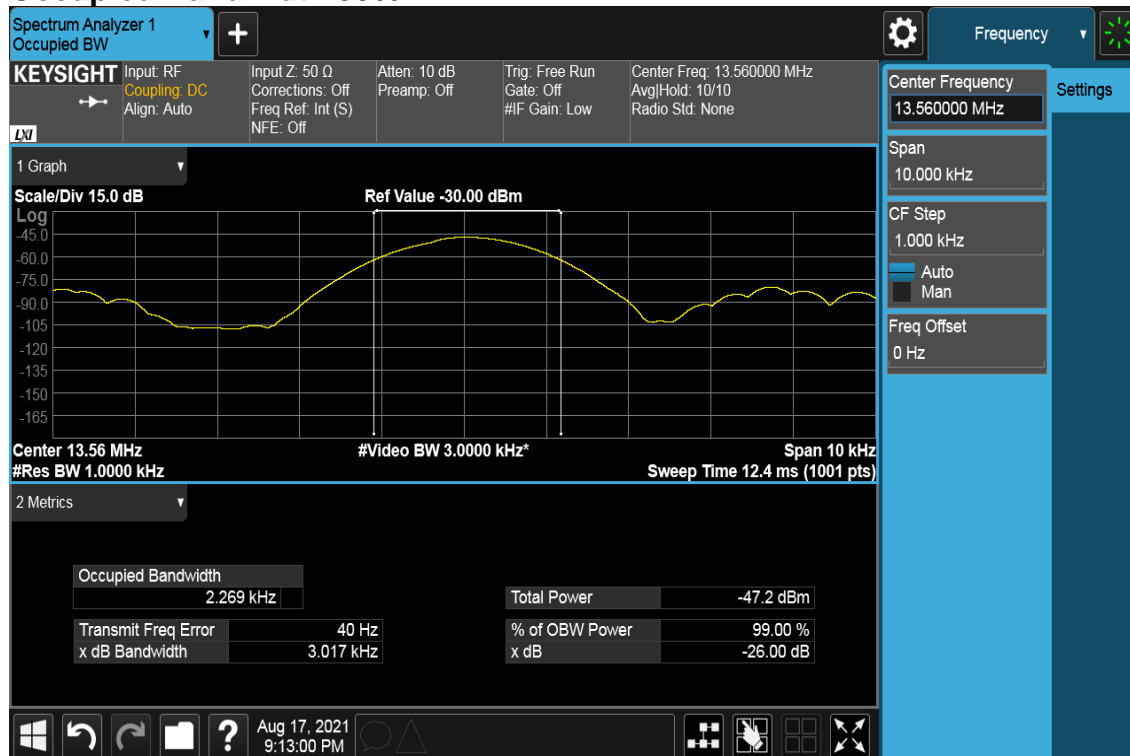 Spectrum Analyzer 1
Occupied BW
+
Frequency
KEYSIGHT
LXI
Input: RF
Coupling: DC
Align: Auto
Input Z: 50 Ω
Corrections: Off
Freq Ref: Int (S)
NFE: Off
Atten: 10 dB
Preamp: Off
Trig: Free Run
Gate: Off
#IF Gain: Low
Center Freq: 13.560000 MHz
Avg|Hold: 10/10
Radio Std: None
Center Frequency
13.560000 MHz
Settings
Span
10.000 kHz
CF Step
1.000 kHz
Auto
Man
Freq Offset
0 Hz
1 Graph
Scale/Div 15.0 dB
Ref Value -30.00 dBm
Log
-45.0
-60.0
-75.0
-90.0
-105
-120
-135
-150
-165
Center 13.56 MHz
#Video BW 3.0000 kHz*
Span 10 kHz
#Res BW 1.0000 kHz
Sweep Time 12.4 ms (1001 pts)
2 Metrics
Occupied Bandwidth
2.269 kHz
Total Power -47.2 dBm
Transmit Freq Error 40 Hz
% of OBW Power 99.00 %
x dB Bandwidth 3.017 kHz
x dB -26.00 dB
?
Aug 17, 2021
9:13:00 PM